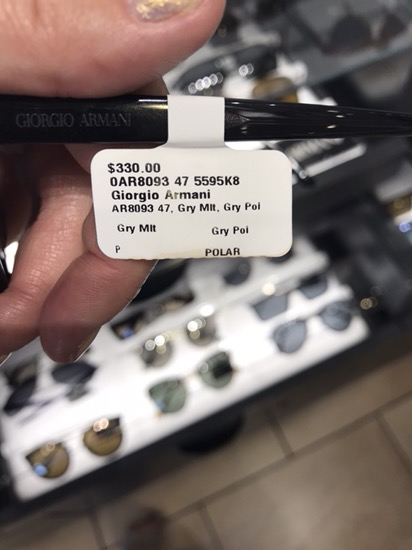 GIORGIO ARMANI
$330.00
0AR8093 47 5595K8
Giorgio Armani
AR8093 47, Gry Mlt, Gry Pol
Gry Mlt Gry Pol
P POLAR